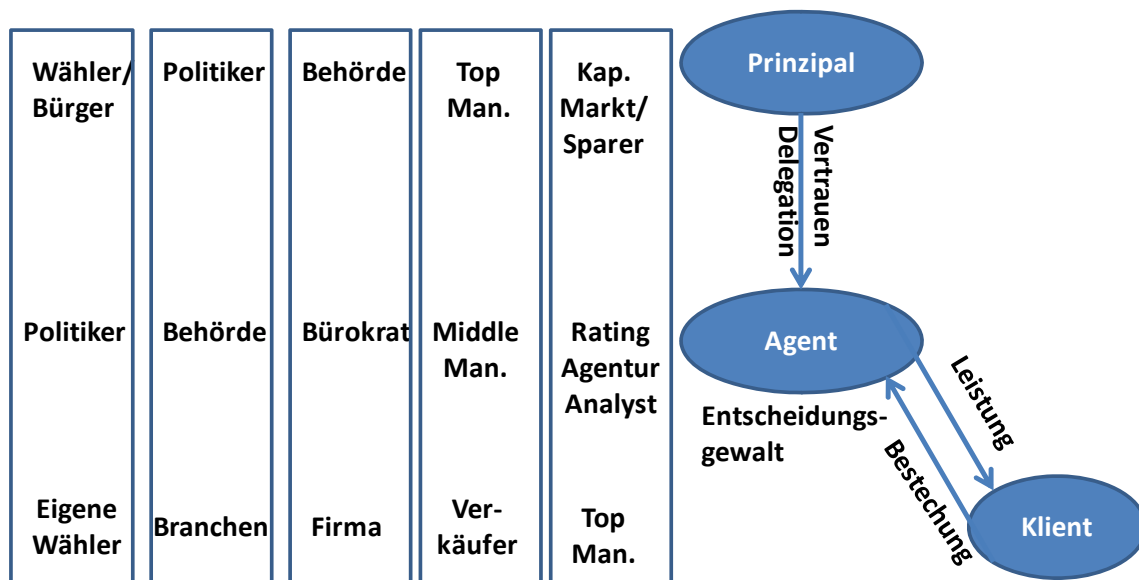 Wähler/
Bürger
Politiker
Eigene
Wähler
Politiker
Behörde
Branchen
Behörde
Bürokrat
Firma
Top
Man.
Middle
Man.
Ver-
käufer
Kap.
Markt/
Sparer
Rating
Agentur
Analyst
Top
Man.
Prinzipal
Vertrauen
Delegation
Agent
Entscheidungs-
gewalt
Leistung
Bestechung
Klient